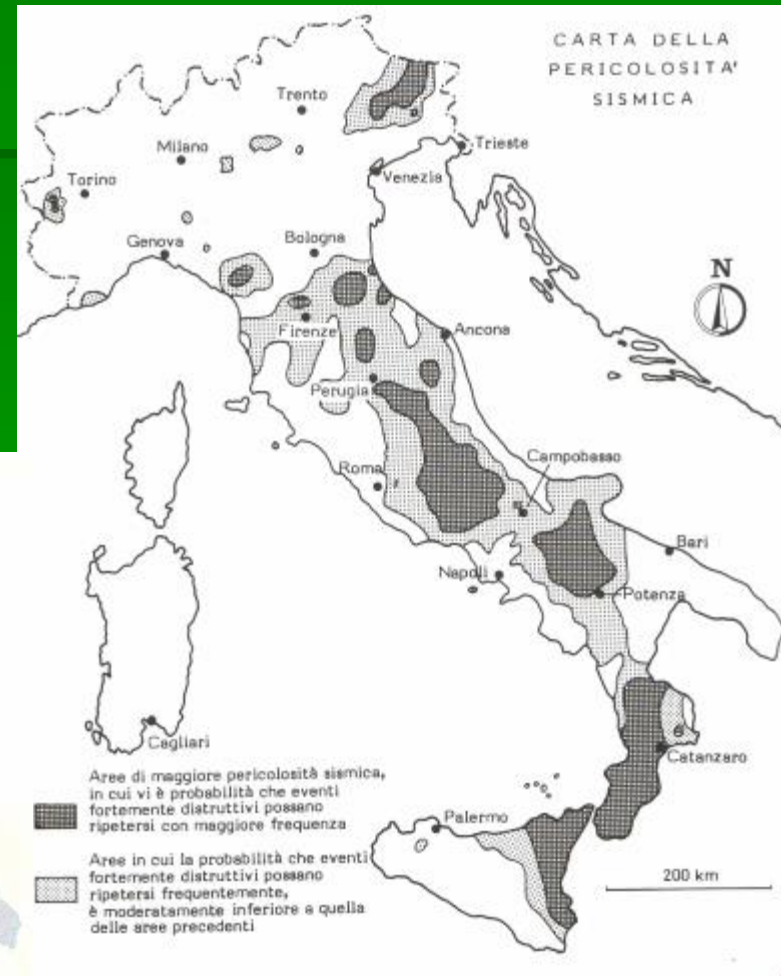 CARTA DELLA
PERICOLOSITA'
SISMICA
Trento
Milano
Trieste
Torino
Venezia
Genova
Bologna
N
Firenze
Ancona
Perugia
Campobasso
Roma
Bari
Napoli
Potenza
Cagliari
Catanzaro
Palermo
Aree di maggiore pericolosità sismica,
in cui vi è probabilità che eventi
fortemente distruttivi possano
ripetersi con maggiore frequenza
Aree in cui la probabilità che eventi
fortemente distruttivi possano
ripetersi frequentemente,
è moderatamente inferiore a quella
delle aree precedenti
200 km